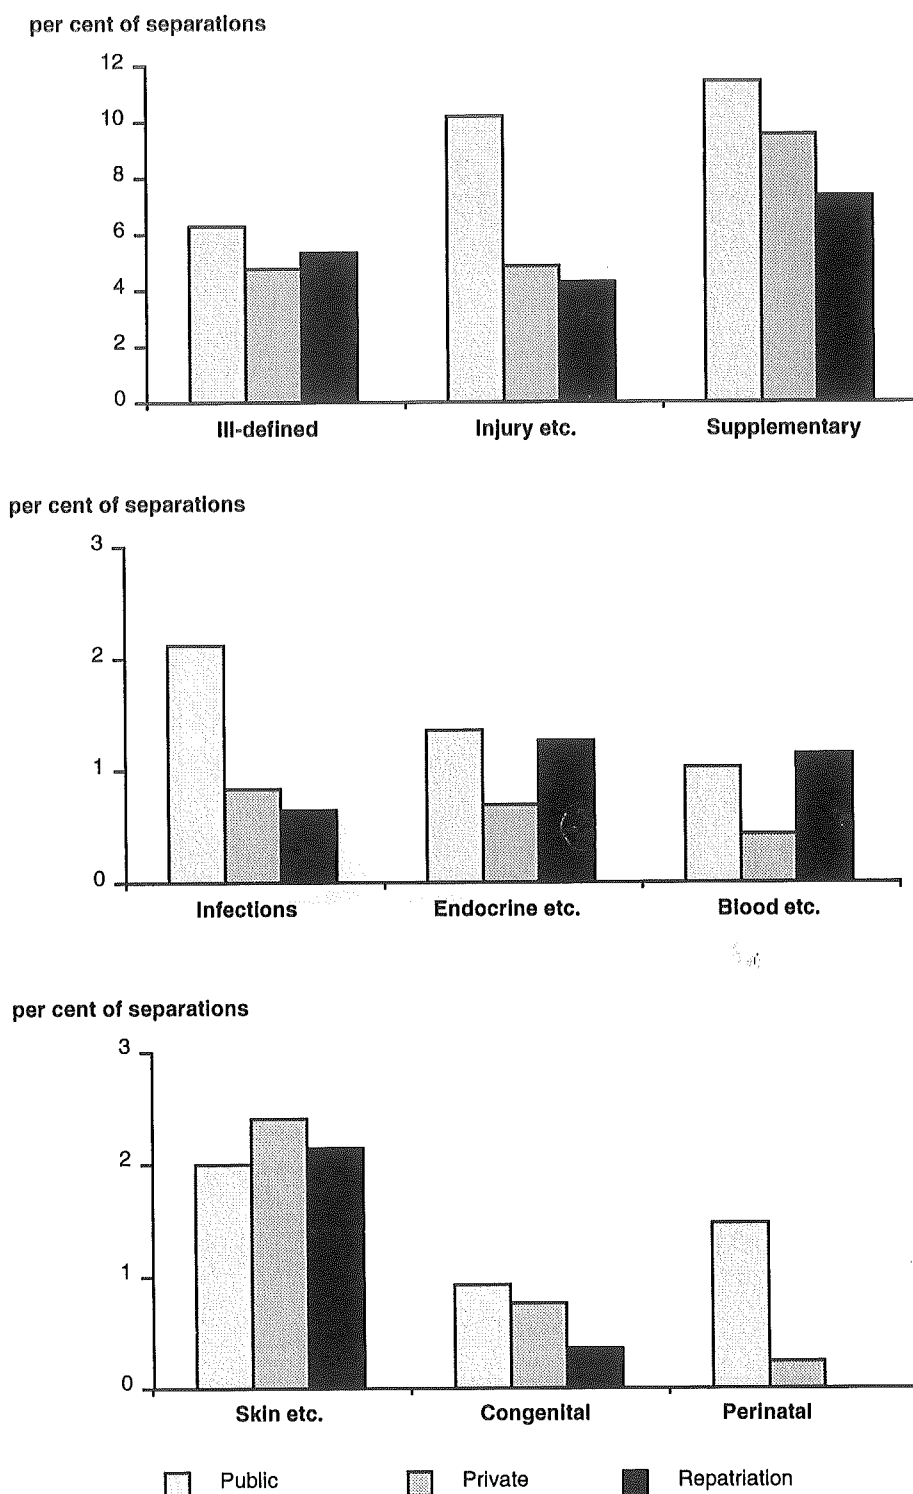 per cent of separations
12
10
8
6
4
2
0
Ill-defined Injury etc. Supplementary
per cent of separations
3
2
1
0
Infections Endocrine etc. Blood etc.
per cent of separations
3
2
1
0
Skin etc. Congenital Perinatal
Public Private Repatriation